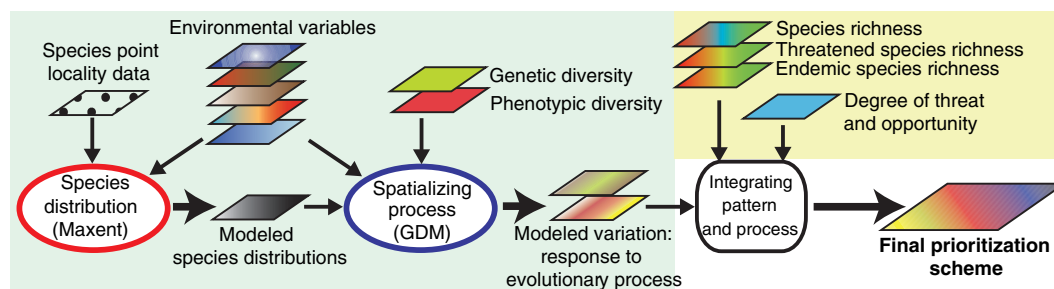 Species point
locality data
Environmental variables
Genetic diversity
Phenotypic diversity
Species richness
Threatened species richness
Endemic species richness
Degree of threat
and opportunity
Species
distribution
(Maxent)
Modeled
species distributions
Spatializing
process
(GDM)
Modeled variation:
response to
evolutionary process
Integrating
pattern
and process
Final prioritization
scheme